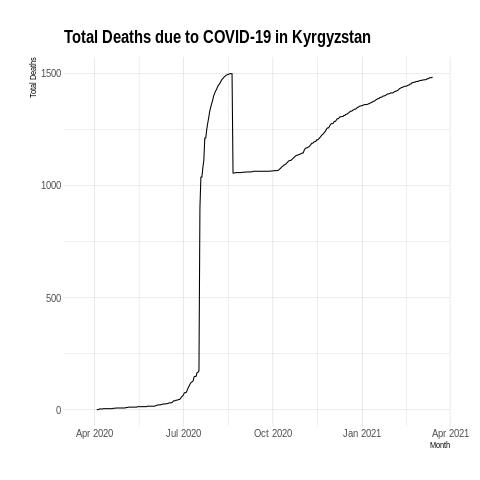 Total Deaths due to COVID-19 in Kyrgyzstan
Total Deaths
1500
1000
500
0
Apr 2020
Jul 2020
Oct 2020
Jan 2021
Apr 2021
Month